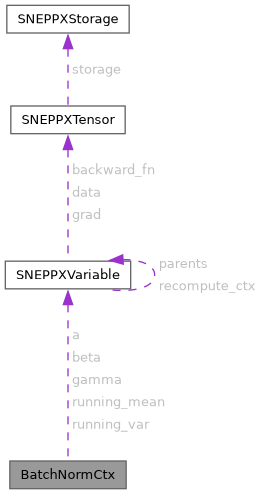 SNEPPXStorage
storage
SNEPPXTensor
backward_fn
data
grad
SNEPPXVariable
parents
recompute_ctx
a
beta
gamma
running_mean
running_var
BatchNormCtx